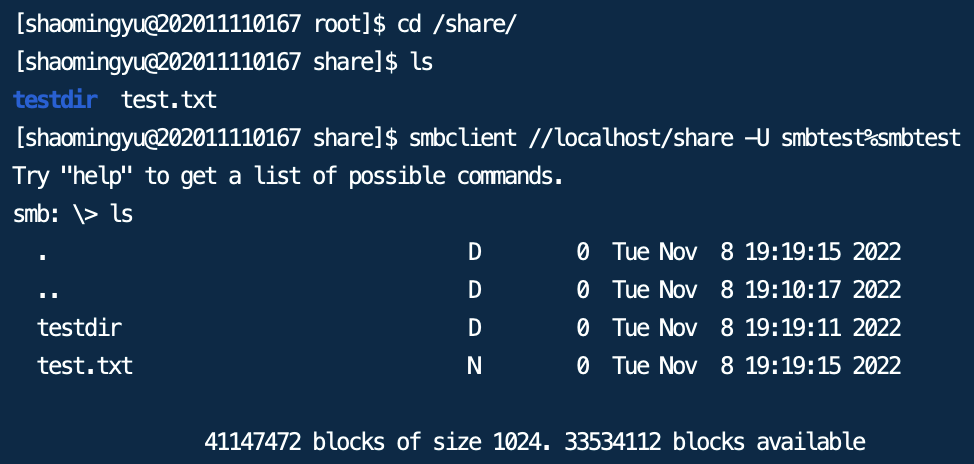 [shaomingyu@202011110167 root]$ cd /share/
[shaomingyu@202011110167 share]$ ls
testdir  test.txt
[shaomingyu@202011110167 share]$ smbclient //localhost/share -U smbtest%smbtest
Try "help" to get a list of possible commands.
smb: \> ls
  .                                   D        0  Tue Nov  8 19:19:15 2022
  ..                                  D        0  Tue Nov  8 19:10:17 2022
  testdir                             D        0  Tue Nov  8 19:19:11 2022
  test.txt                            N        0  Tue Nov  8 19:19:15 2022
                41147472 blocks of size 1024. 33534112 blocks available